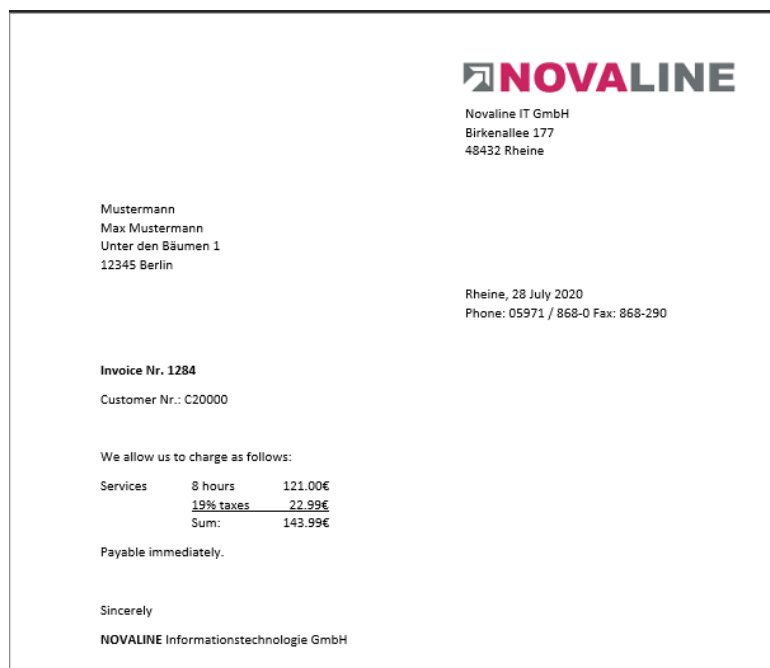 NOVALINE
Novaline IT GmbH
Birkenallee 177
48432 Rheine
Mustermann
Max Mustermann
Unter den Bäumen 1
12345 Berlin
Rheine, 28 July 2020
Phone: 05971 / 868-0 Fax: 868-290
Invoice Nr. 1284
Customer Nr.: C20000
We allow us to charge as follows:
Services 8 hours 121.00€
19% taxes 22.99€
Sum: 143.99€
Payable immediately.
Sincerely
NOVALINE Informationstechnologie GmbH